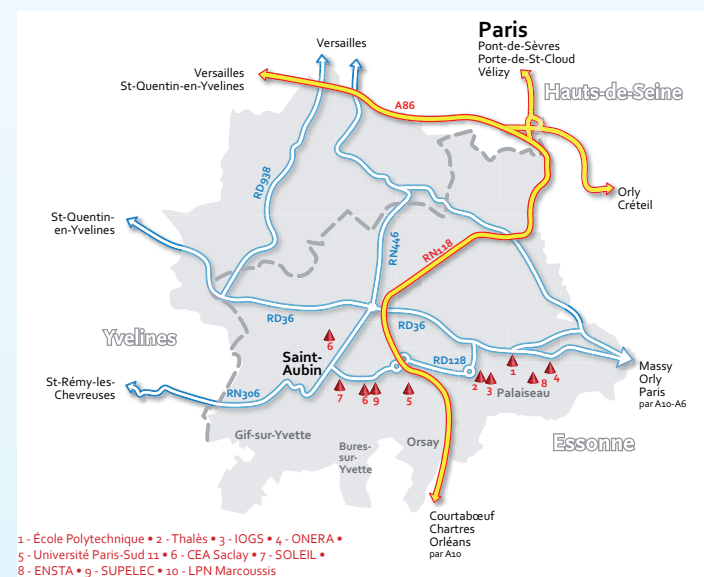 Paris
Pont-de-Sèvres
Porte-de-St-Cloud
Vélizy
Versailles
Versailles
St-Quentin-en-Yvelines
Hauts-de-Seine
A86
RD938
Orly
Créteil
St-Quentin-
en-Yvelines
RN446
RN118
RD36
RD36
Yvelines
6
Saint-
Aubin
RD128
1
Massy
Orly
Paris
par A10-A6
St-Rémy-les-
Chevreuses
RN306
7
6
9
5
2
3
8
4
Palaiseau
Gif-sur-Yvette
Bures-
sur-
Yvette
Orsay
Essonne
Courtabœuf
Chartres
Orléans
par A10
1 - École Polytechnique • 2 - Thalès • 3 - IOGS • 4 - ONERA •
5 - Université Paris-Sud 11 • 6 - CEA Saclay • 7 - SOLEIL •
8 - ENSTA • 9 - SUPELEC • 10 - LPN Marcoussis